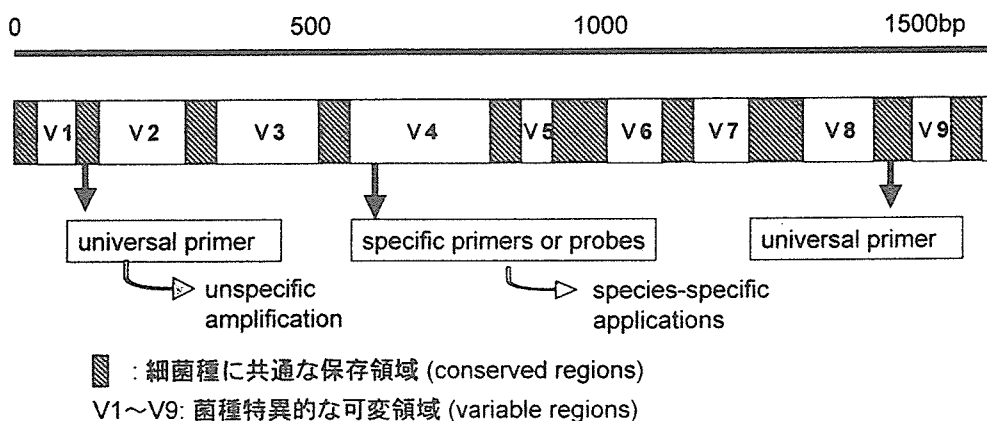 0 500 1000 1500bp
V1 V2 V3 V4 V5 V6 V7 V8 V9
universal primer specific primers or probes universal primer
unspecific species-specific
amplification applications
: 細菌種に共通な保存領域 (conserved regions)
V1～V9: 菌種特異的な可変領域 (variable regions)